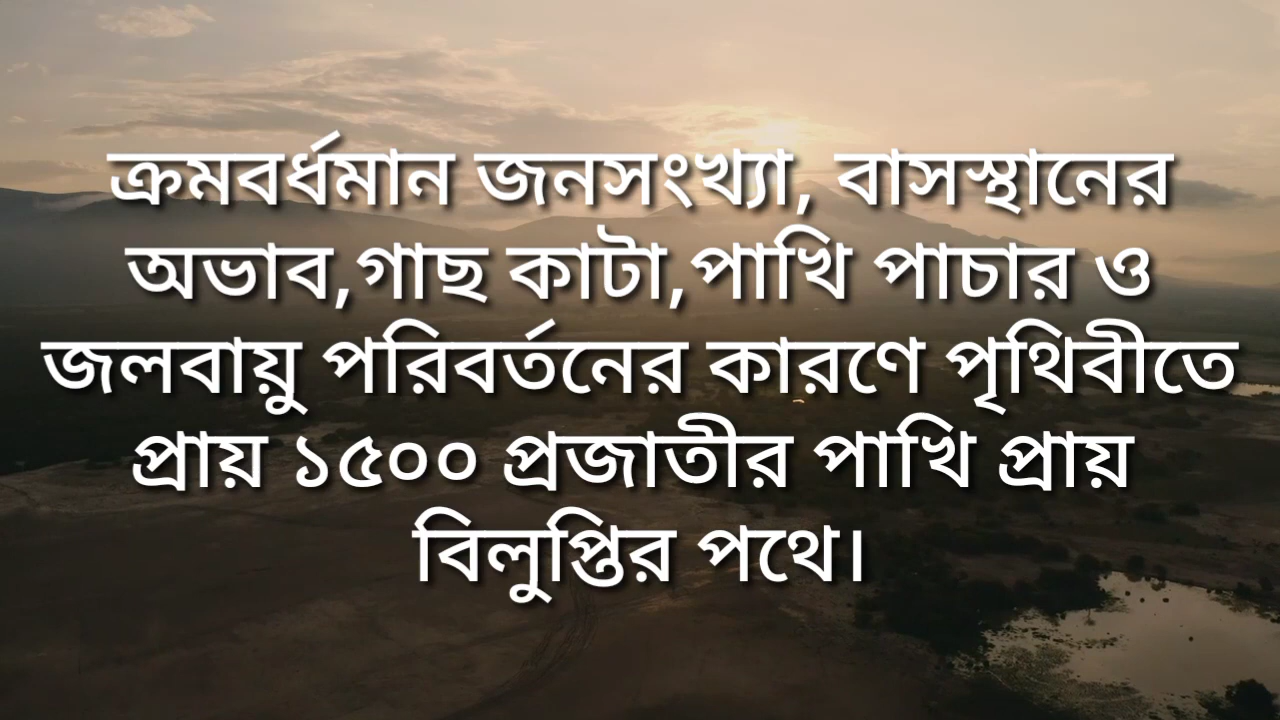 ক্রমবর্ধমান জনসংখ্যা, বাসস্থানের
অভাব,গাছ কাটা,পাখি পাচার ও
জলবায়ু পরিবর্তনের কারণে পৃথিবীতে
প্রায় ১৫০০ প্রজাতীর পাখি প্রায়
বিলুপ্তির পথে।